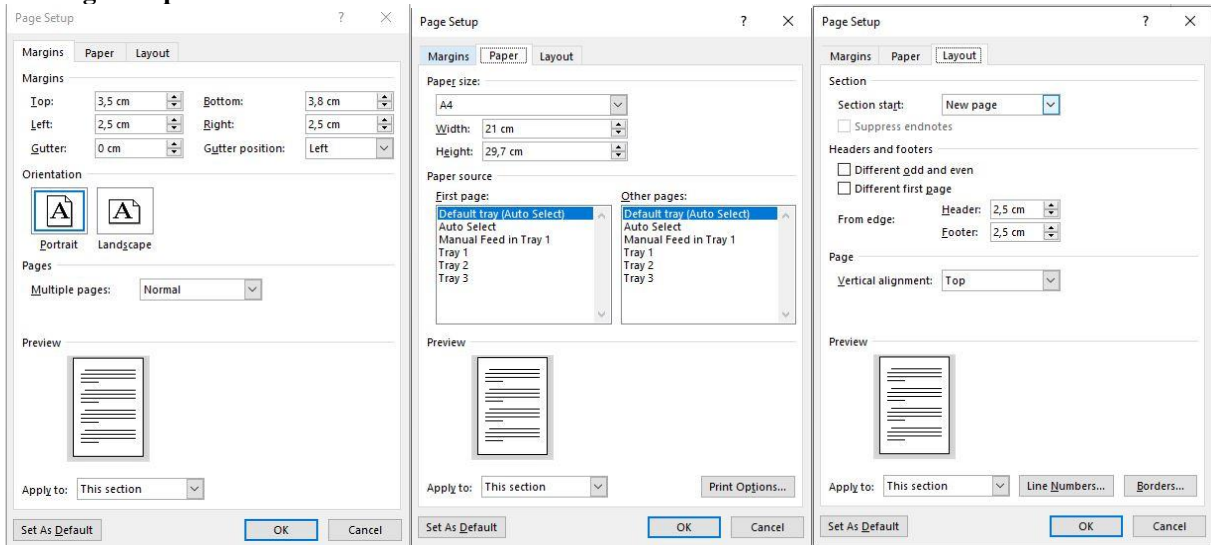 Page Setup ? ×
Margins Paper Layout
Margins
Top: 3,5 cm Bottom: 3,8 cm
Left: 2,5 cm Right: 2,5 cm
Gutter: 0 cm Gutter position: Left
Orientation
A A
Portrait Landscape
Pages
Multiple pages: Normal
Preview
Apply to: This section
Set As Default OK Cancel
Page Setup ? ×
Margins Paper Layout
Paper size:
A4
Width: 21 cm
Height: 29,7 cm
Paper source
First page: Other pages:
Default tray (Auto Select) Default tray (Auto Select)
Auto Select Auto Select
Manual Feed in Tray 1 Manual Feed in Tray 1
Tray 1 Tray 1
Tray 2 Tray 2
Tray 3 Tray 3
Preview
Apply to: This section Print Options...
Set As Default OK Cancel
Page Setup ? ×
Margins Paper Layout
Section
Section start: New page
Suppress endnotes
Headers and footers
Different odd and even
Different first page
From edge: Header: 2,5 cm
Footer: 2,5 cm
Page
Vertical alignment: Top
Preview
Apply to: This section Line Numbers... Borders...
Set As Default OK Cancel